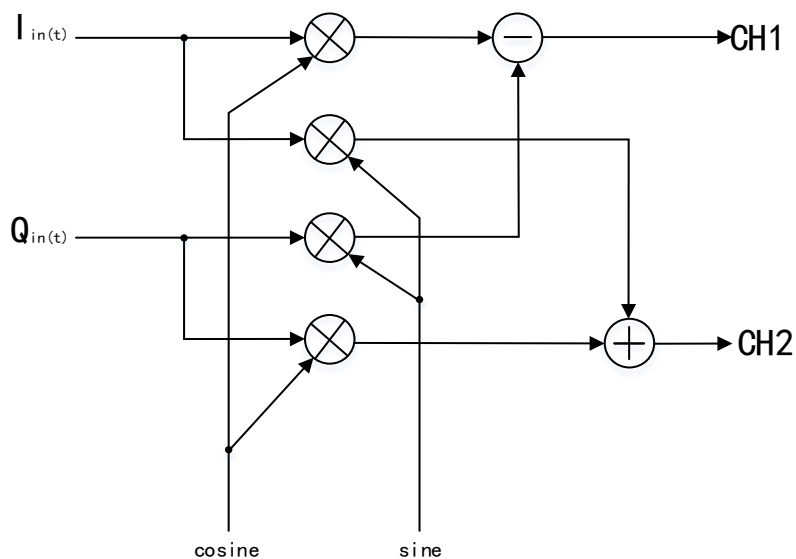 I in(t)
CH1
Q in(t)
CH2
cosine
sine